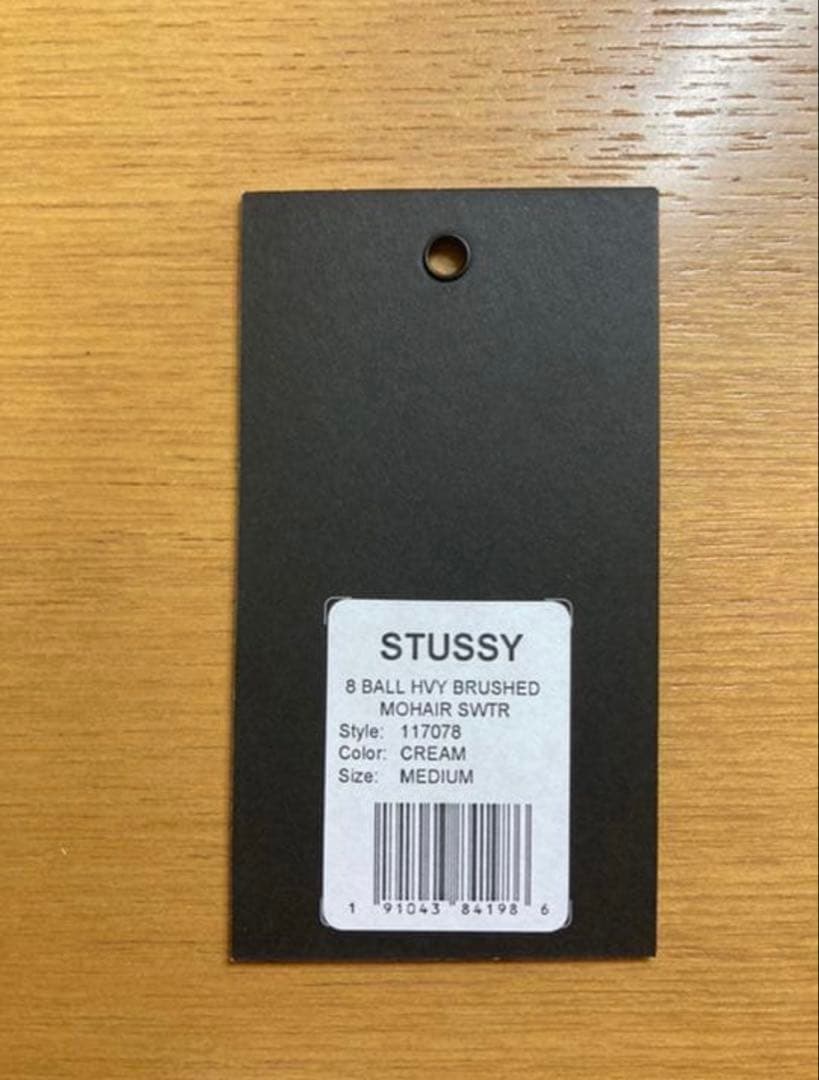 STUSSY
8 BALL HVY BRUSHED
MOHAIR SWTR
Style: 117078
Color: CREAM
Size: MEDIUM
1 91043 84198 6